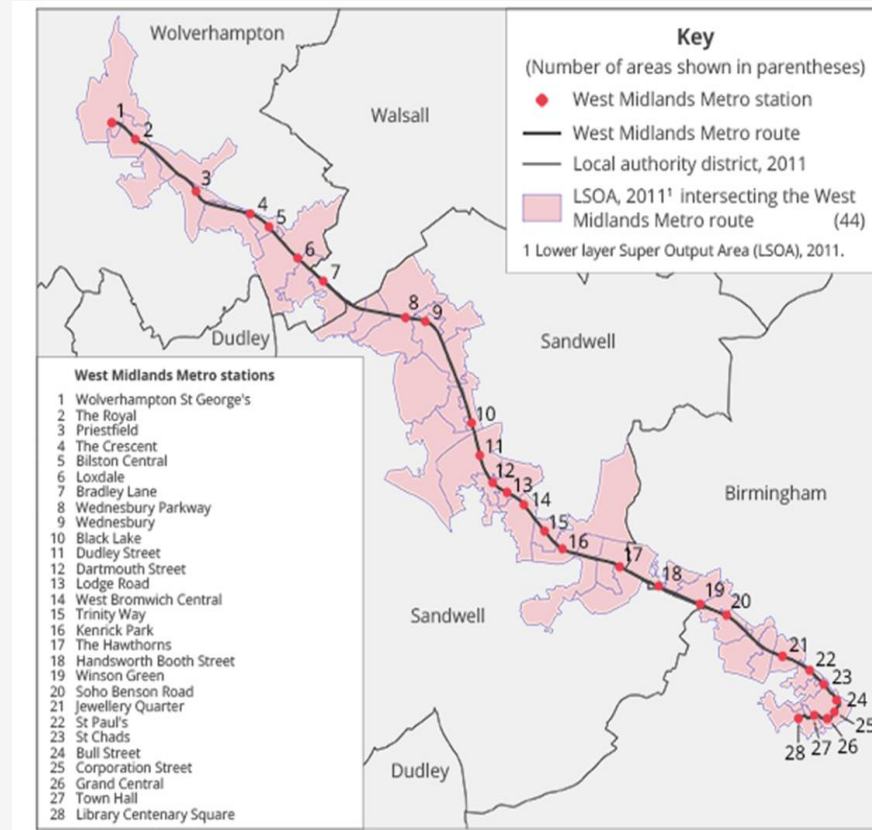 Wolverhampton
Walsall
Key
(Number of areas shown in parentheses)
West Midlands Metro station
West Midlands Metro route
Local authority district, 2011
LSOA, 2011¹ intersecting the West
Midlands Metro route (44)
1 Lower layer Super Output Area (LSOA), 2011.
1
2
3
4
5
6
7
8
9
Dudley
Sandwell
10
11
12
13
14
15
16
17
18
19
20
21
22
23
24
25
26
27
28
Birmingham
Sandwell
Dudley
West Midlands Metro stations
1 Wolverhampton St George's
2 The Royal
3 Priestfield
4 The Crescent
5 Bilston Central
6 Loxdale
7 Bradley Lane
8 Wednesbury Parkway
9 Wednesbury
10 Black Lake
11 Dudley Street
12 Dartmouth Street
13 Lodge Road
14 West Bromwich Central
15 Trinity Way
16 Kenrick Park
17 The Hawthorns
18 Handsworth Booth Street
19 Winson Green
20 Soho Benson Road
21 Jewellery Quarter
22 St Paul's
23 St Chads
24 Bull Street
25 Corporation Street
26 Grand Central
27 Town Hall
28 Library Centenary Square